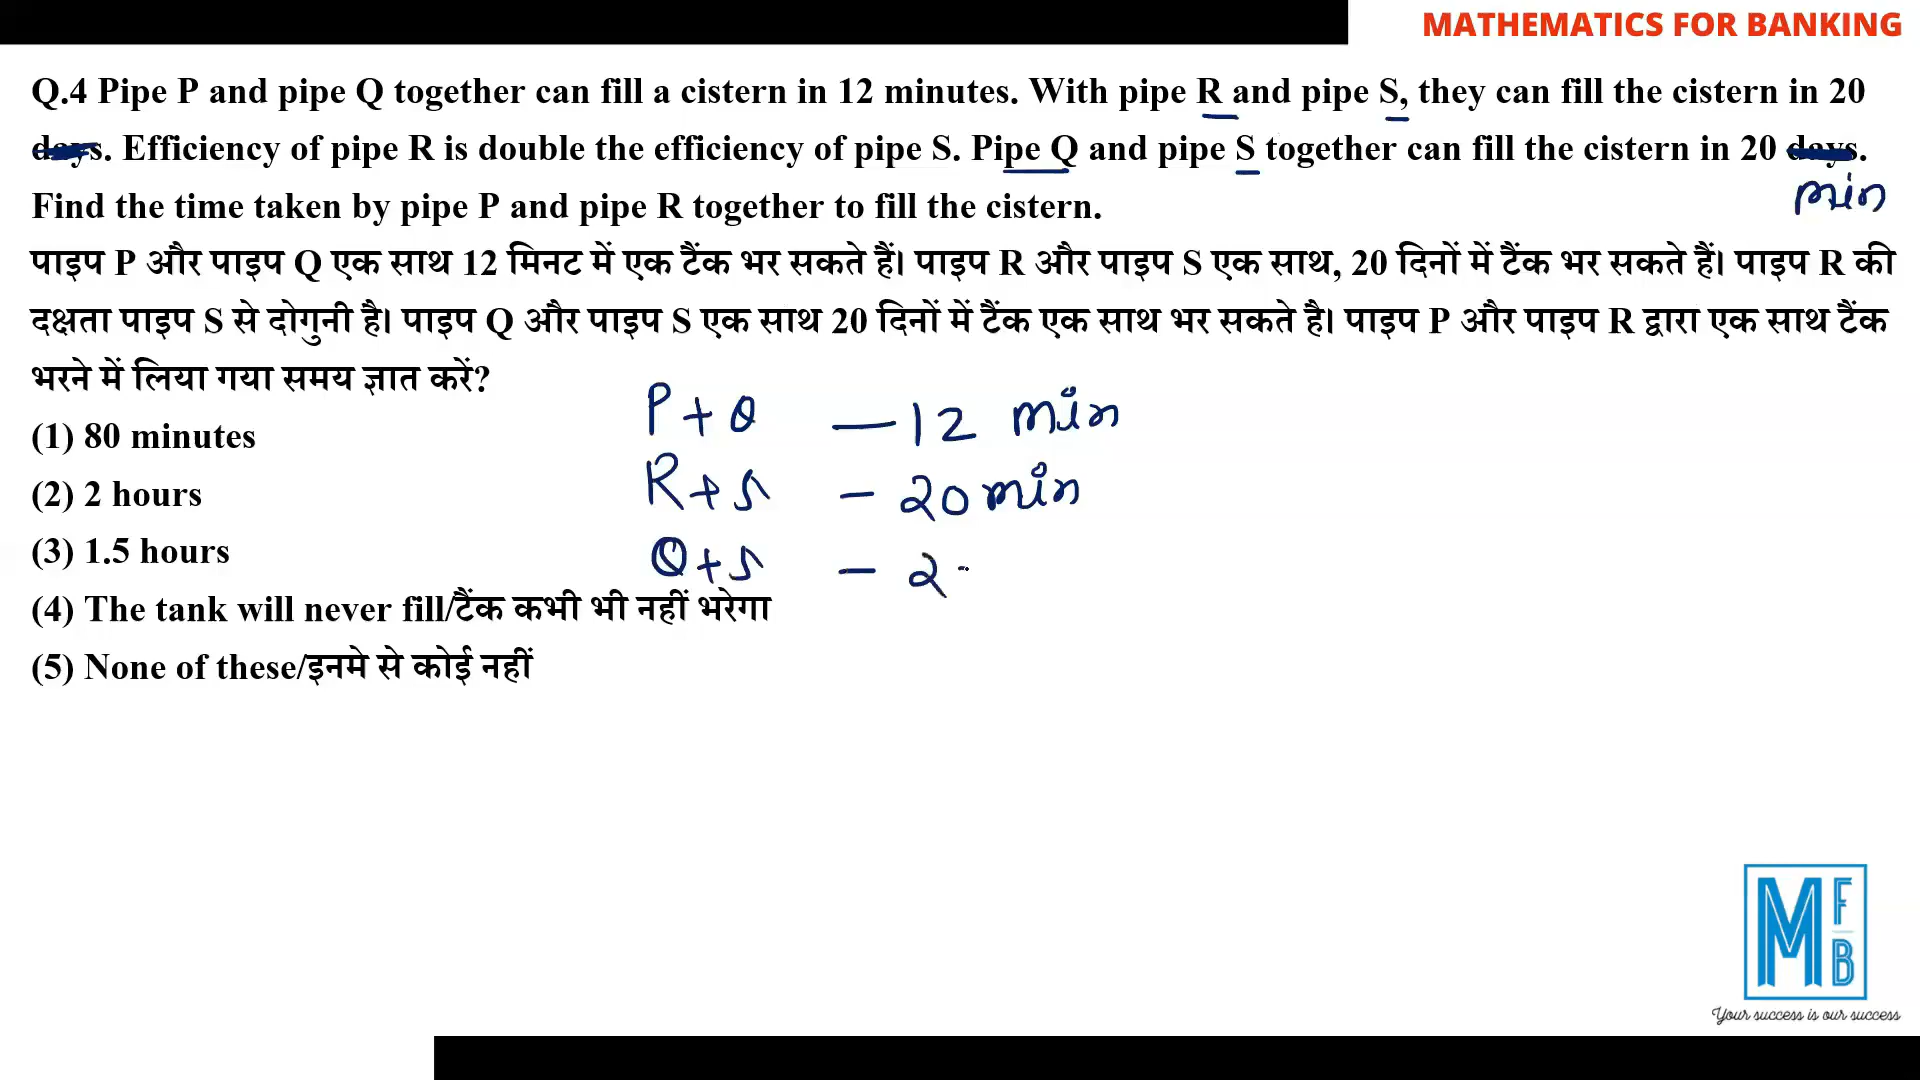 MATHEMATICS FOR BANKING
Q.4 Pipe P and pipe Q together can fill a cistern in 12 minutes. With pipe R and pipe S, they can fill the cistern in 20
days. Efficiency of pipe R is double the efficiency of pipe S. Pipe Q and pipe S together can fill the cistern in 20 days.
min
Find the time taken by pipe P and pipe R together to fill the cistern.
पाइप P और पाइप Q एक साथ 12 मिनट में एक टैंक भर सकते हैं। पाइप R और पाइप S एक साथ, 20 दिनों में टैंक भर सकते हैं। पाइप R की
दक्षता पाइप S से दोगुनी है। पाइप Q और पाइप S एक साथ 20 दिनों में टैंक एक साथ भर सकते है। पाइप P और पाइप R द्वारा एक साथ टैंक
भरने में लिया गया समय ज्ञात करें?
P+Q — 12 min
(1) 80 minutes
R+S - 20 min
(2) 2 hours
(3) 1.5 hours
Q+S - 2
(4) The tank will never fill/टैंक कभी भी नहीं भरेगा
(5) None of these/इनमे से कोई नहीं
M F B
Your success is our success